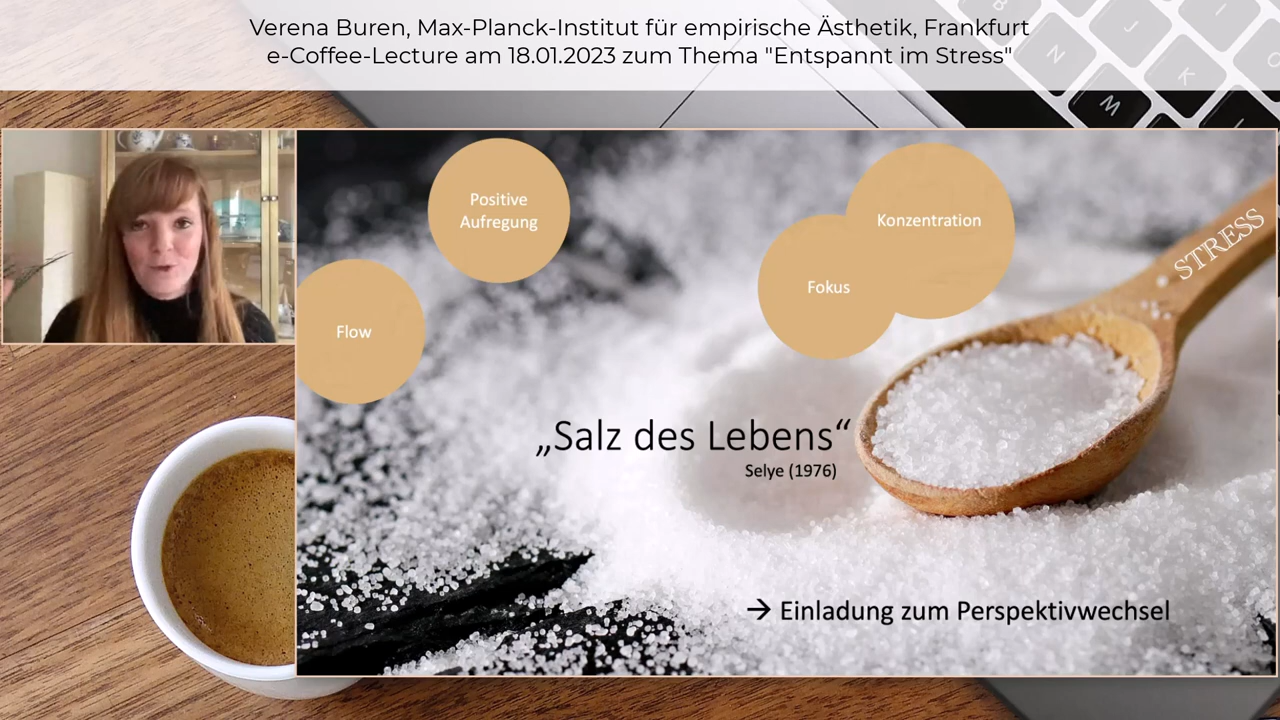 Verena Buren, Max-Planck-Institut für empirische Ästhetik, Frankfurt
e-Coffee-Lecture am 18.01.2023 zum Thema "Entspannt im Stress"
Positive
Aufregung
Konzentration
STRESS
Fokus
Flow
„Salz des Lebens“
Selye (1976)
→ Einladung zum Perspektivwechsel
B
J
I
N
K
O
M